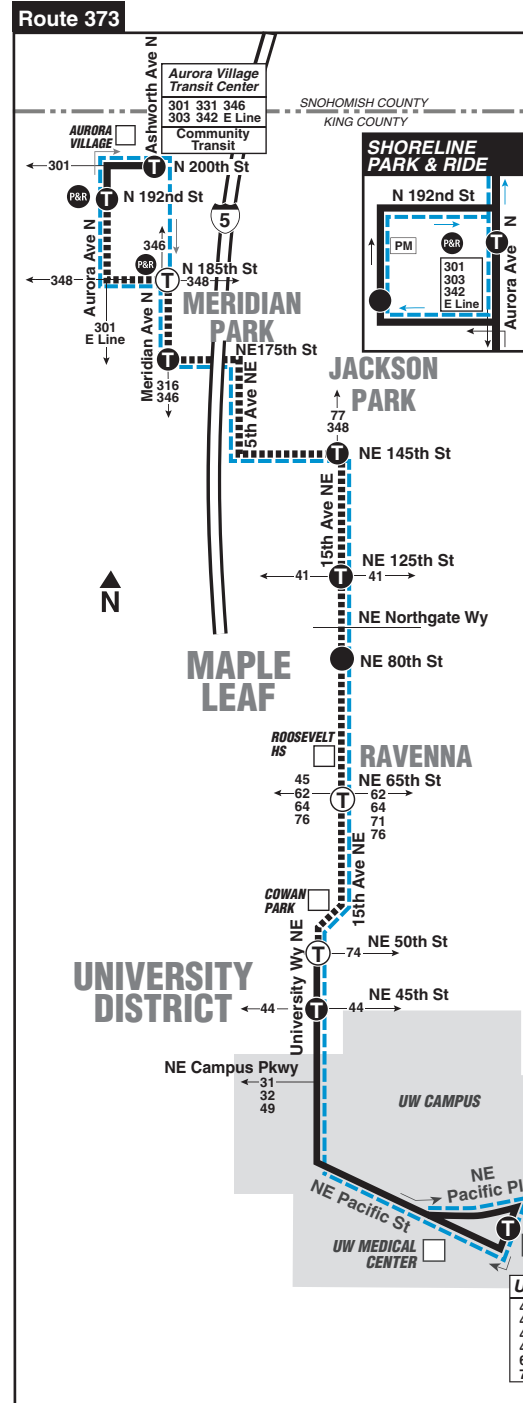 Route 373
Ashworth Ave N
Aurora Village
Transit Center
301 331 346
303 342 E Line
Community
Transit
SNOHOMISH COUNTY
KING COUNTY
AURORA
VILLAGE
301
N 200th St
P&R
N 192nd St
5
346
P&R
N 185th St
348
348
Aurora Ave N
301
E Line
Meridian Ave N
MERIDIAN
PARK
NE175th St
316
346
5th Ave NE
SHORELINE
PARK & RIDE
N 192nd St
PM
P&R
T
301
303
342
E Line
Aurora Ave N
JACKSON
PARK
77
348
T
NE 145th St
15th Ave NE
NE 125th St
41
T
41
N
NE Northgate Wy
MAPLE
LEAF
NE 80th St
ROOSEVELT
HS
RAVENNA
NE 65th St
45
62
64
76
T
62
64
71
76
15th Ave NE
COWAN
PARK
University Wy NE
NE 50th St
T
74
UNIVERSITY
DISTRICT
NE 45th St
44
T
44
NE Campus Pkwy
31
32
49
UW CAMPUS
NE
Pacific Pl
NE Pacific St
T
UW MEDICAL
CENTER